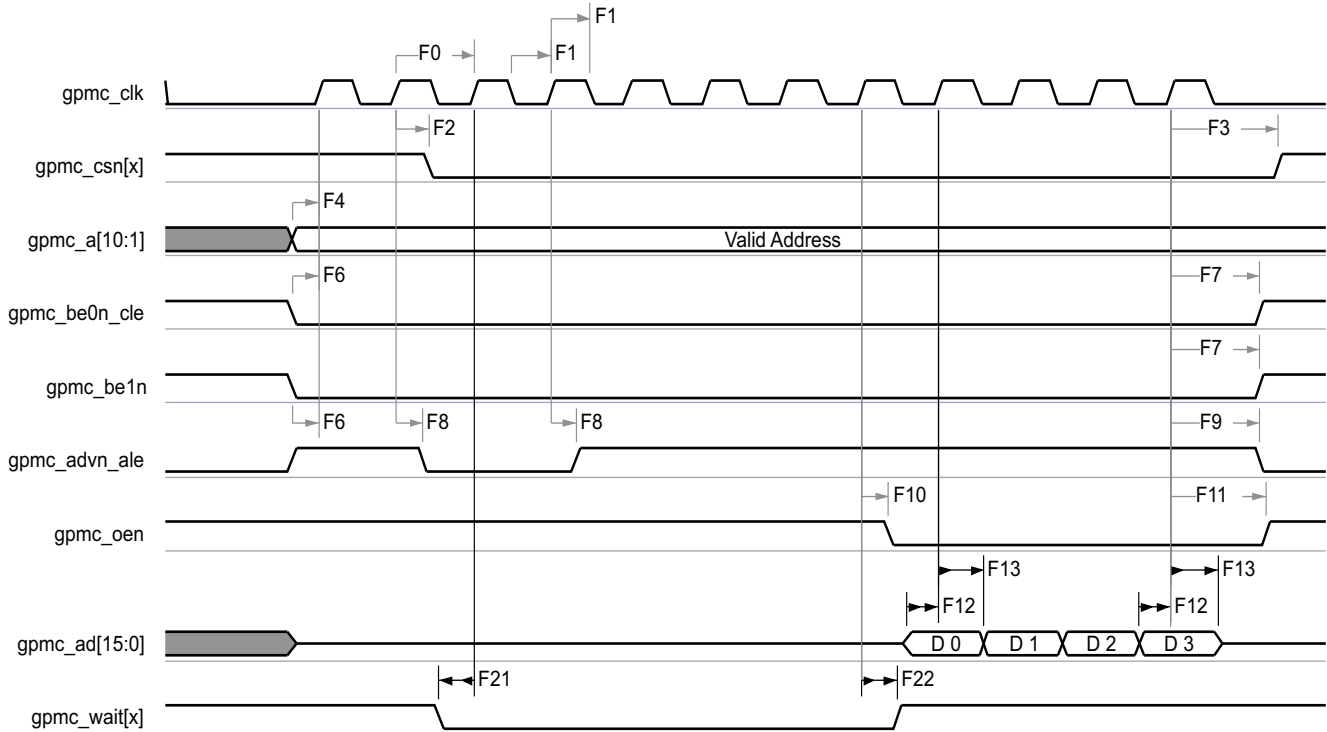 F1
F0 F1
gpmc_clk
F2 F3
gpmc_csn[x]
F4
gpmc_a[10:1] Valid Address
F6 F7
gpmc_be0n_cle
F7
gpmc_be1n
F6 F8 F8 F9
gpmc_advn_ale
F10 F11
gpmc_oen
F13 F13
F12 F12
gpmc_ad[15:0] D 0 D 1 D 2 D 3
F21 F22
gpmc_wait[x]